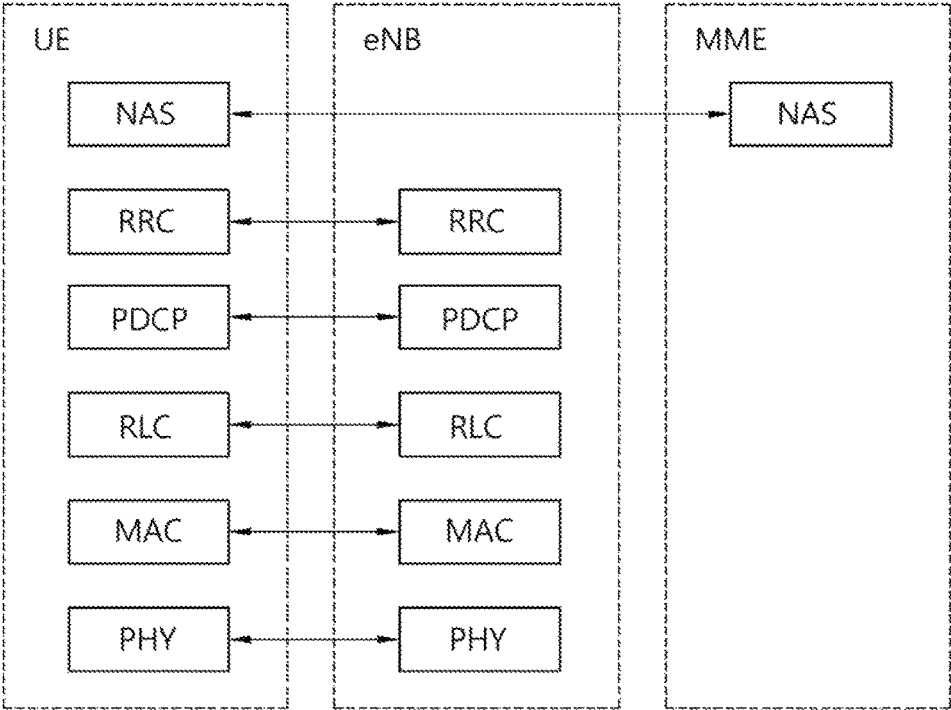 UE
eNB
MME
NAS
NAS
RRC
RRC
PDCP
PDCP
RLC
RLC
MAC
MAC
PHY
PHY